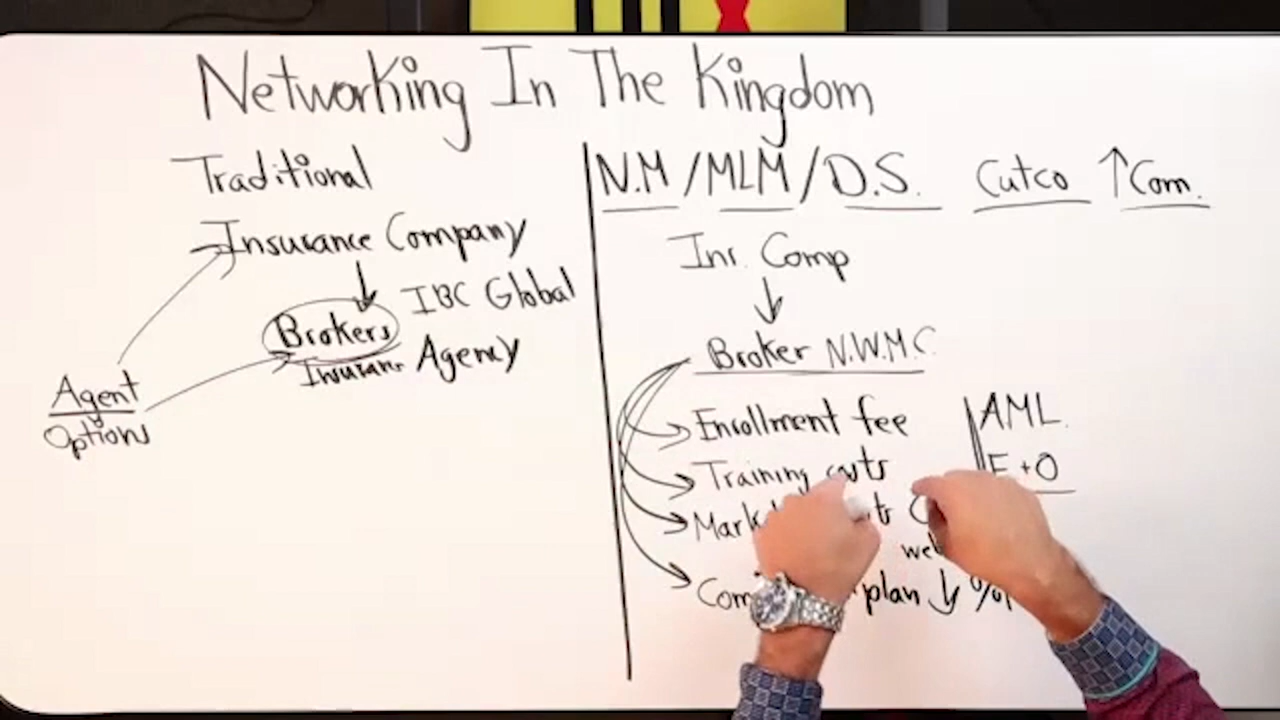 Networking In The Kingdom
Traditional
Insurance Company
IBC Global
Brokers
Agency
Agent
Options
N.M /MLM/D.S. Cutco ↑Com.
Ins. Comp
Broker N.W.M.C.
Enrollment fee
Training costs
plan ↓ %
AML.
E+O